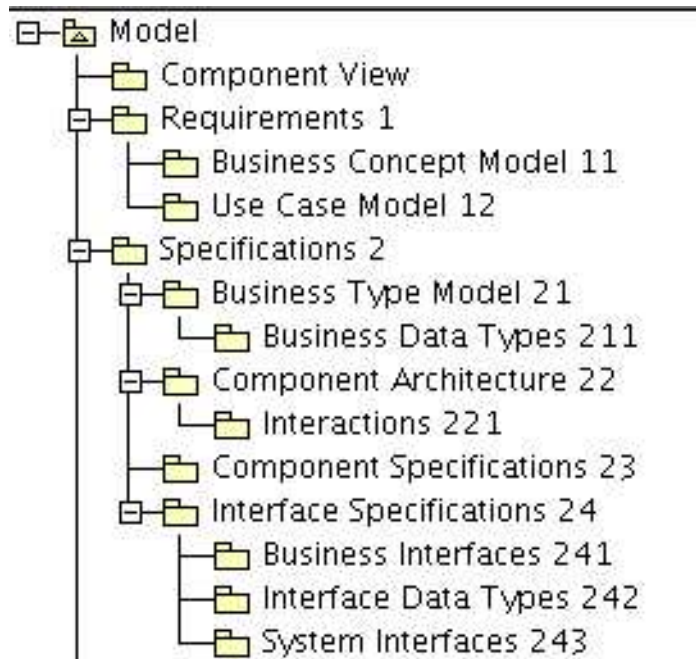 Model
Component View
Requirements 1
Business Concept Model 11
Use Case Model 12
Specifications 2
Business Type Model 21
Business Data Types 211
Component Architecture 22
Interactions 221
Component Specifications 23
Interface Specifications 24
Business Interfaces 241
Interface Data Types 242
System Interfaces 243